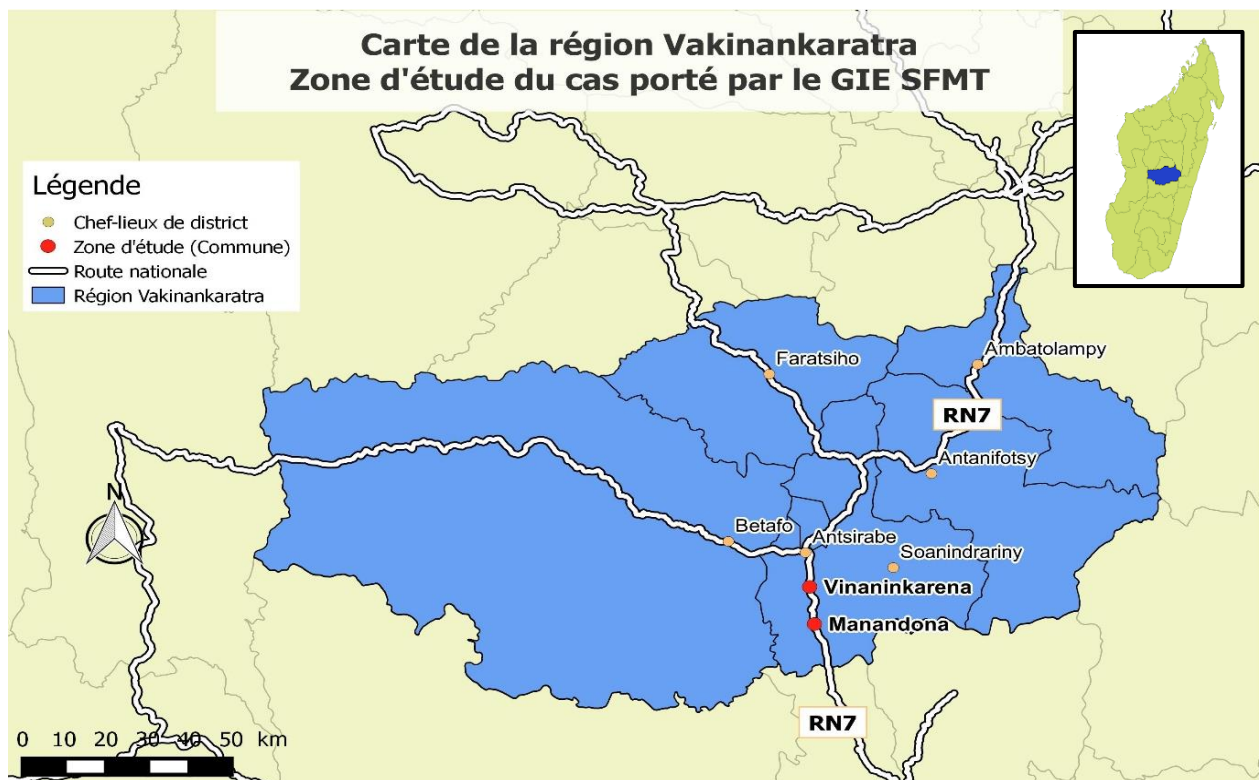 Carte de la région Vakinankaratra
Zone d'étude du cas porté par le GIE SFMT
Légende
Chef-lieux de district
Zone d'étude (Commune)
Route nationale
Région Vakinankaratra
Faratsiho
Ambatolampy
RN7
Antanifotsy
N
Betafo
Antsirabe
Soanindrariny
Vinaninkarena
Manandona
RN7
0 10 20 30 40 50 km